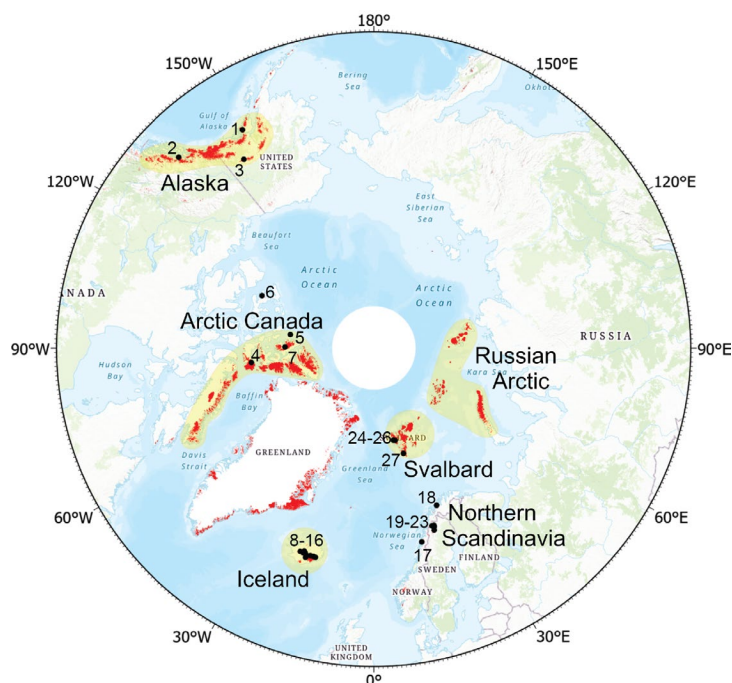 180°
150°W
150°E
Bering
Sea
Okho
Gulf of
Alaska
1
2
3
UNITED
STATES
Alaska
120°W
120°E
East
Siberian
Sea
Beaufort
Sea
Arctic
Ocean
Arctic
Ocean
6
NADA
Arctic Canada
5
4
7
RUSSIA
Russian
Arctic
90°W
90°E
Hudson
Bay
Kara Sea
Baffin
Bay
Davis
Strait
GREENLAND
24-26
ARD
27
Svalbard
Greenland
Sea
18
Northern
Scandinavia
19-23
Norwegian
Sea
17
60°W
60°E
8-16
Iceland
FINLAND
SWEDEN
NORWAY
30°W
30°E
UNITED
KINGDOM
0°